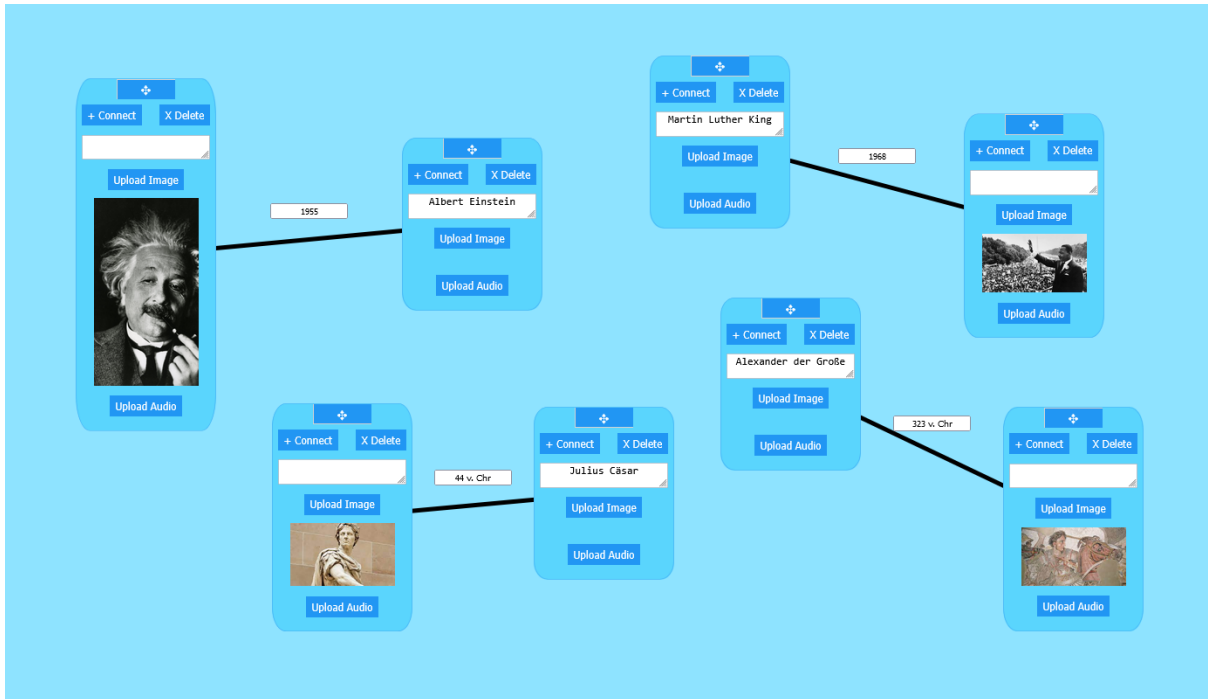 + Connect
X Delete
Upload Image
Upload Audio
1955
+ Connect
X Delete
Albert Einstein
Upload Image
Upload Audio
+ Connect
X Delete
Martin Luther King
Upload Image
Upload Audio
1968
+ Connect
X Delete
Upload Image
Upload Audio
+ Connect
X Delete
Upload Image
Upload Audio
44 v. Chr
+ Connect
X Delete
Julius Cäsar
Upload Image
Upload Audio
+ Connect
X Delete
Alexander der Große
Upload Image
Upload Audio
323 v. Chr
+ Connect
X Delete
Upload Image
Upload Audio